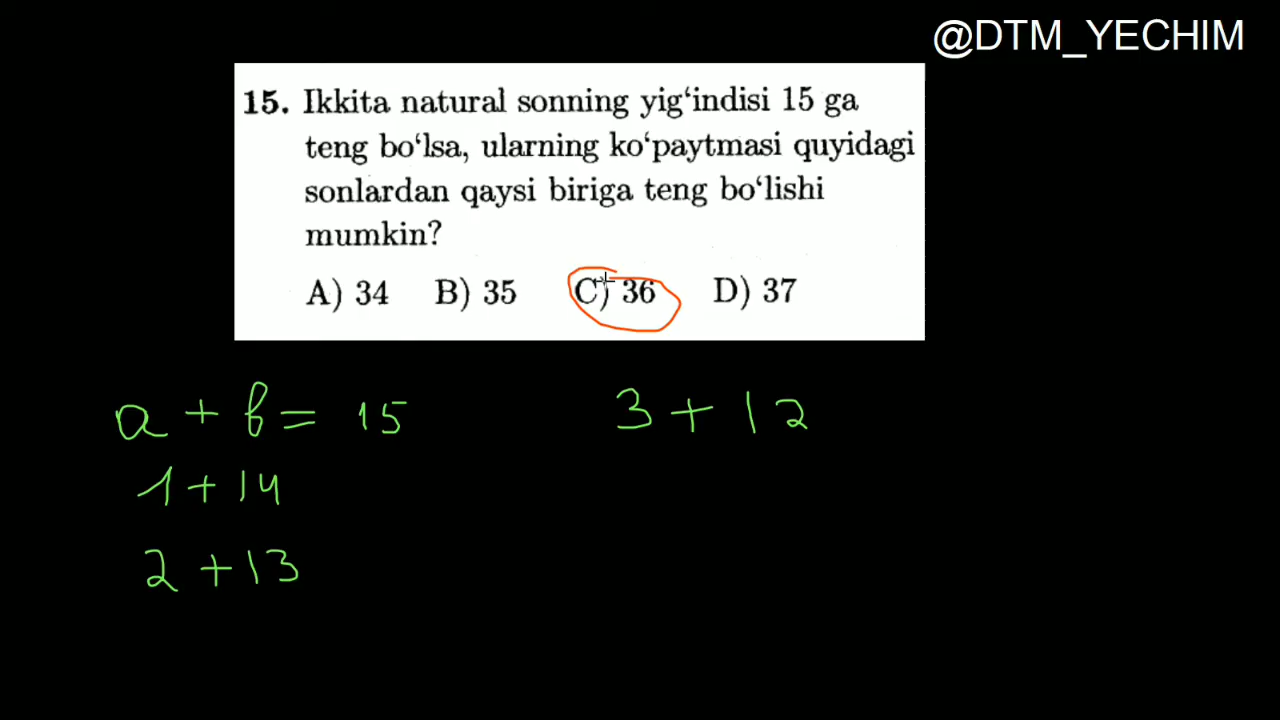 @DTM_YECHIM
15. Ikkita natural sonning yig‘indisi 15 ga
teng bo‘lsa, ularning ko‘paytmasi quyidagi
sonlardan qaysi biriga teng bo‘lishi
mumkin?
A) 34 B) 35 C) 36 D) 37
a + b = 15 3 + 12
1 + 14
2 + 13